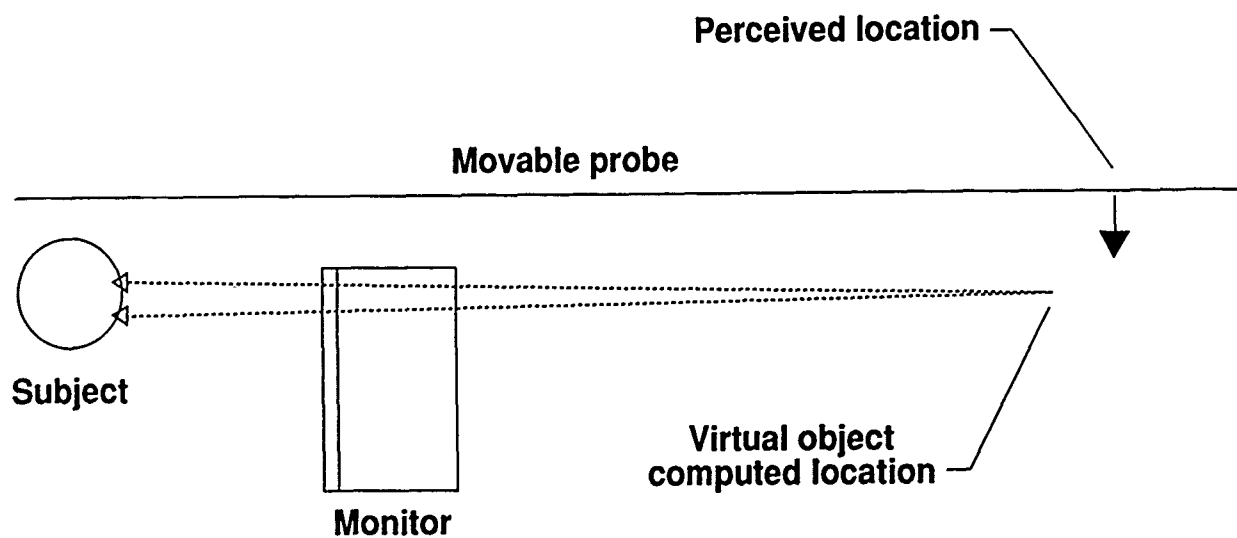 Perceived location
Movable probe
Subject
Virtual object
computed location
Monitor